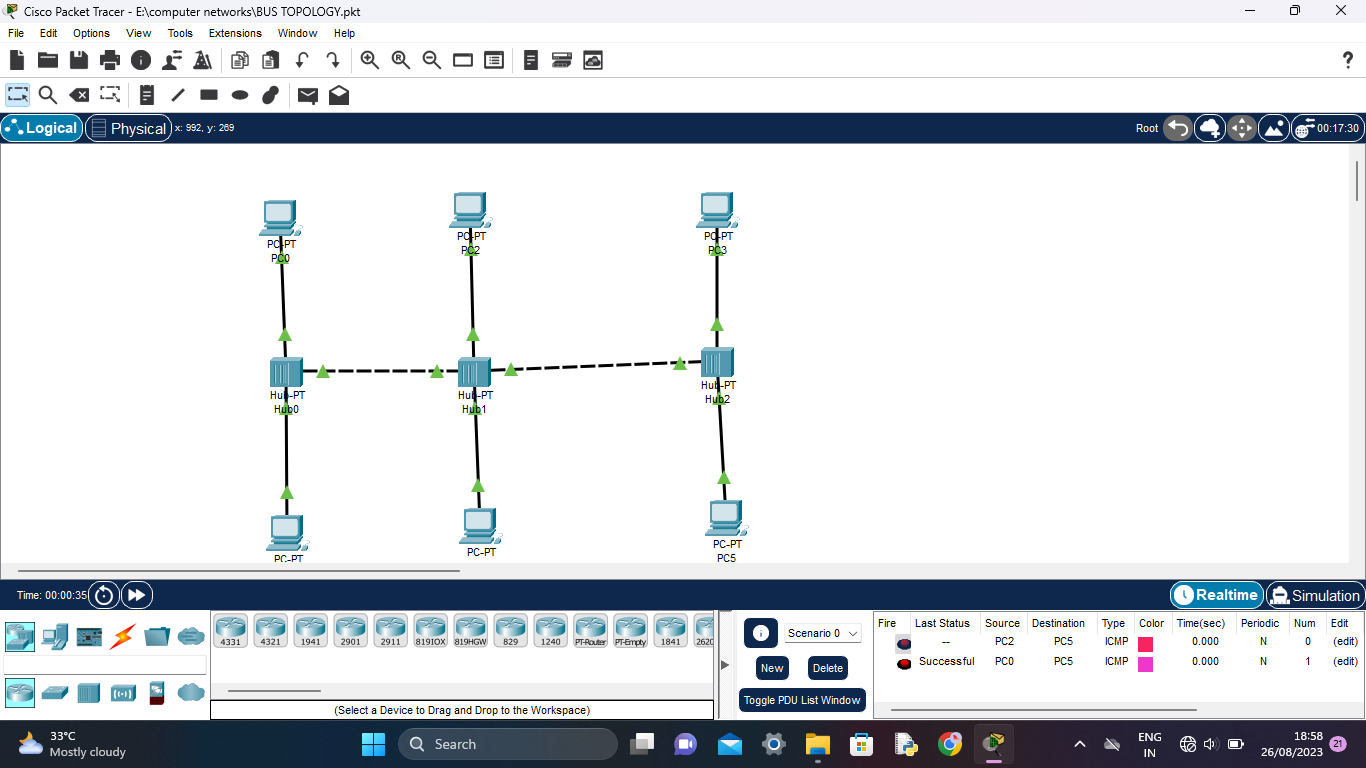 Cisco Packet Tracer - E:\computer networks\BUS TOPOLOGY.pkt
File Edit Options View Tools Extensions Window Help
?
Logical Physical x: 992, y: 269 Root 00:17:30
PC-PT
PC0
PC-PT
PC2
PC-PT
PC3
Hub-PT
Hub0
Hub-PT
Hub1
Hub-PT
Hub2
PC-PT
PC-PT
PC-PT
PC5
Time: 00:00:35 Realtime Simulation
4331 4321 1941 2901 2911 819IOX 819HGW 829 1240 PT-Router PT-Empty 1841 2620
(Select a Device to Drag and Drop to the Workspace)
Scenario 0
New Delete
Toggle PDU List Window
Fire Last Status Source Destination Type Color Time(sec) Periodic Num Edit
-- PC2 PC5 ICMP 0.000 N 0 (edit)
Successful PC0 PC5 ICMP 0.000 N 1 (edit)
33°C
Mostly cloudy
Search
ENG
IN
18:58
26/08/2023
21